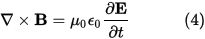 ∇ × B = μ₀ϵ₀ ∂E/∂t (4)